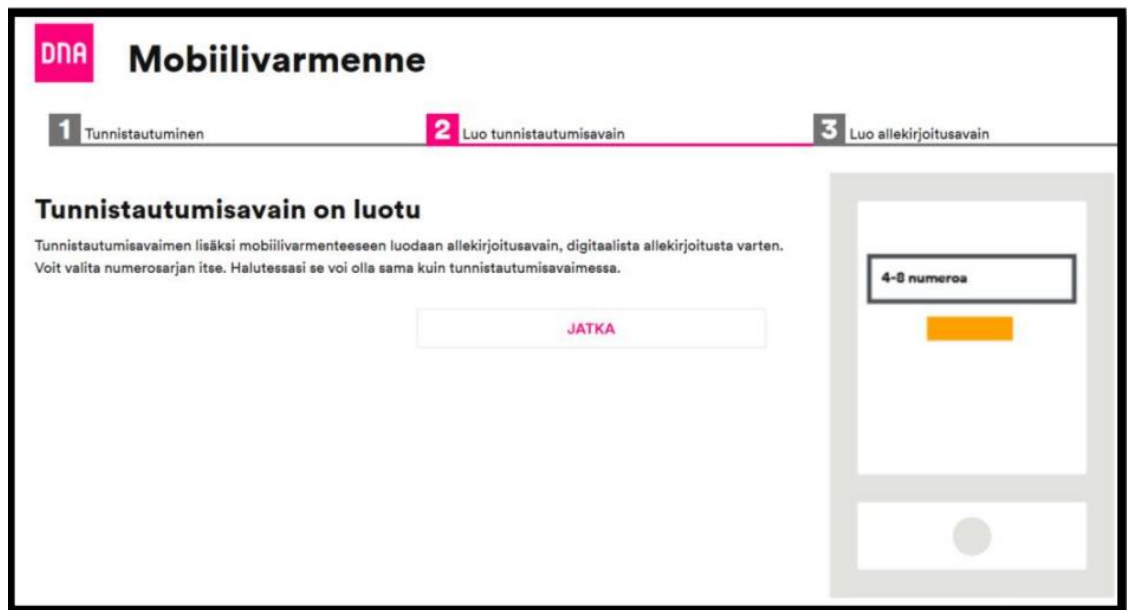 DNA
Mobiilivarmenne
1 Tunnistautuminen
2 Luo tunnistautumisavain
3 Luo allekirjoitusavain
Tunnistautumisavain on luotu
Tunnistautumisavaimen lisäksi mobiilivarmenteeseen luodaan allekirjoitusavain, digitaalista allekirjoitusta varten.
Voit valita numerosarjan itse. Halutessasi se voi olla sama kuin tunnistautumisavaimessa.
4-8 numeroa
JATKA